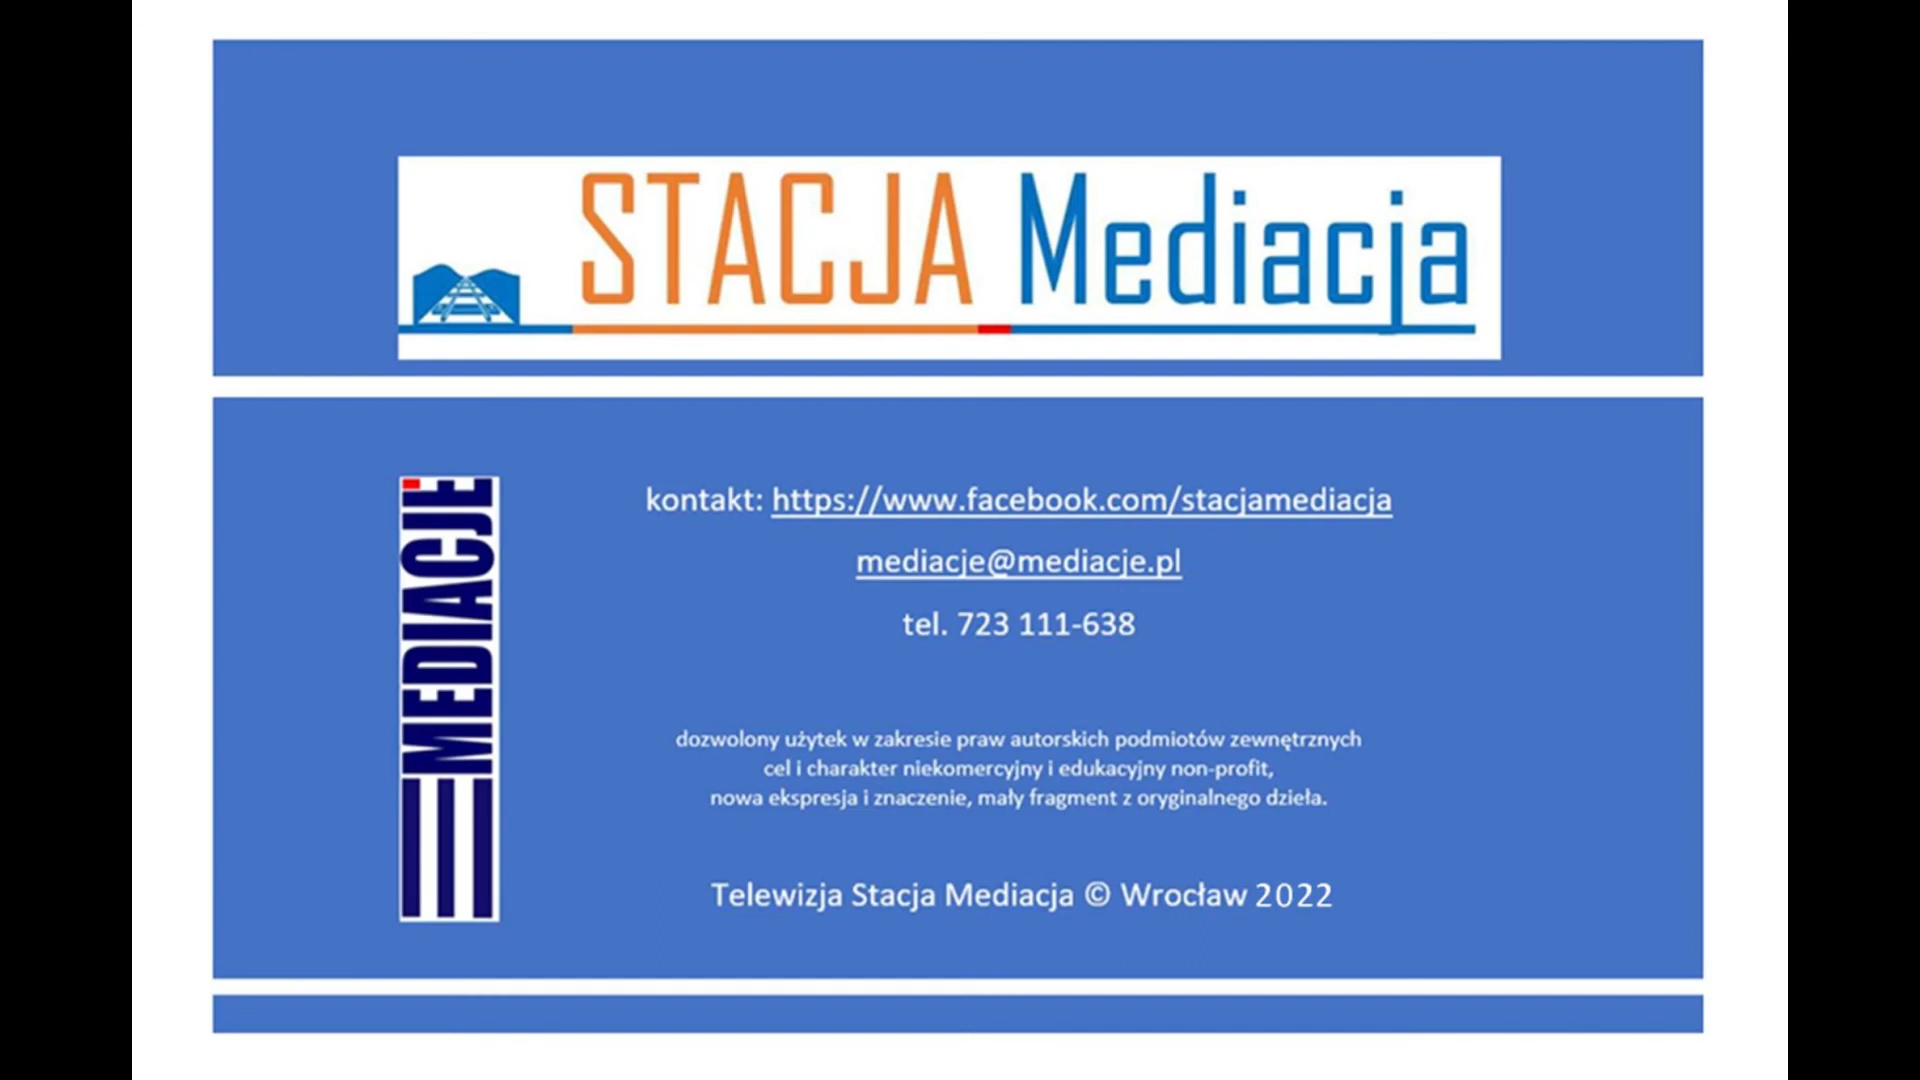 STACJA Mediacja
MEDIACJE
kontakt: https://www.facebook.com/stacjamediacja
mediacje@mediacje.pl
tel. 723 111-638
dozwolony użytek w zakresie praw autorskich podmiotów zewnętrznych
cel i charakter niekomercyjny i edukacyjny non-profit,
nowa ekspresja i znaczenie, mały fragment z oryginalnego dzieła.
Telewizja Stacja Mediacja © Wrocław 2022